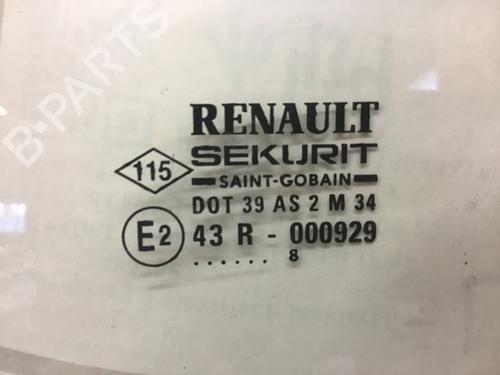 B-PARTS
RENAULT
115 SEKURIT
SAINT-GOBAIN
DOT 39 AS 2 M 34
E2 43 R - 000929
...... 8